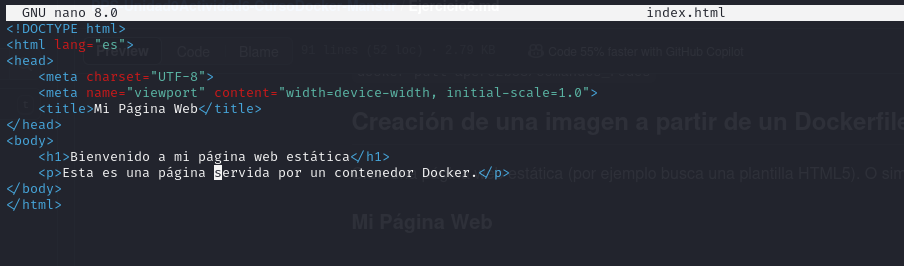 GNU nano 8.0 index.html
Ejercicio5.md
<!DOCTYPE html>
<html lang="es">
Preview Code Blame 91 lines (52 loc) · 2,79 KB Code 55% faster with GitHub Copilot
<head>
    <meta charset="UTF-8">
    <meta name="viewport" content="width=device-width, initial-scale=1.0">
    <title>Mi Página Web</title>
</head>
Creación de una imagen a partir de un Dockerfile
<body>
    <h1>Bienvenido a mi página web estática</h1>
    <p>Esta es una página servida por un contenedor Docker.</p>
estática (por ejemplo busca una plantilla HTML5). O sim
</body>
</html>
Mi Página Web